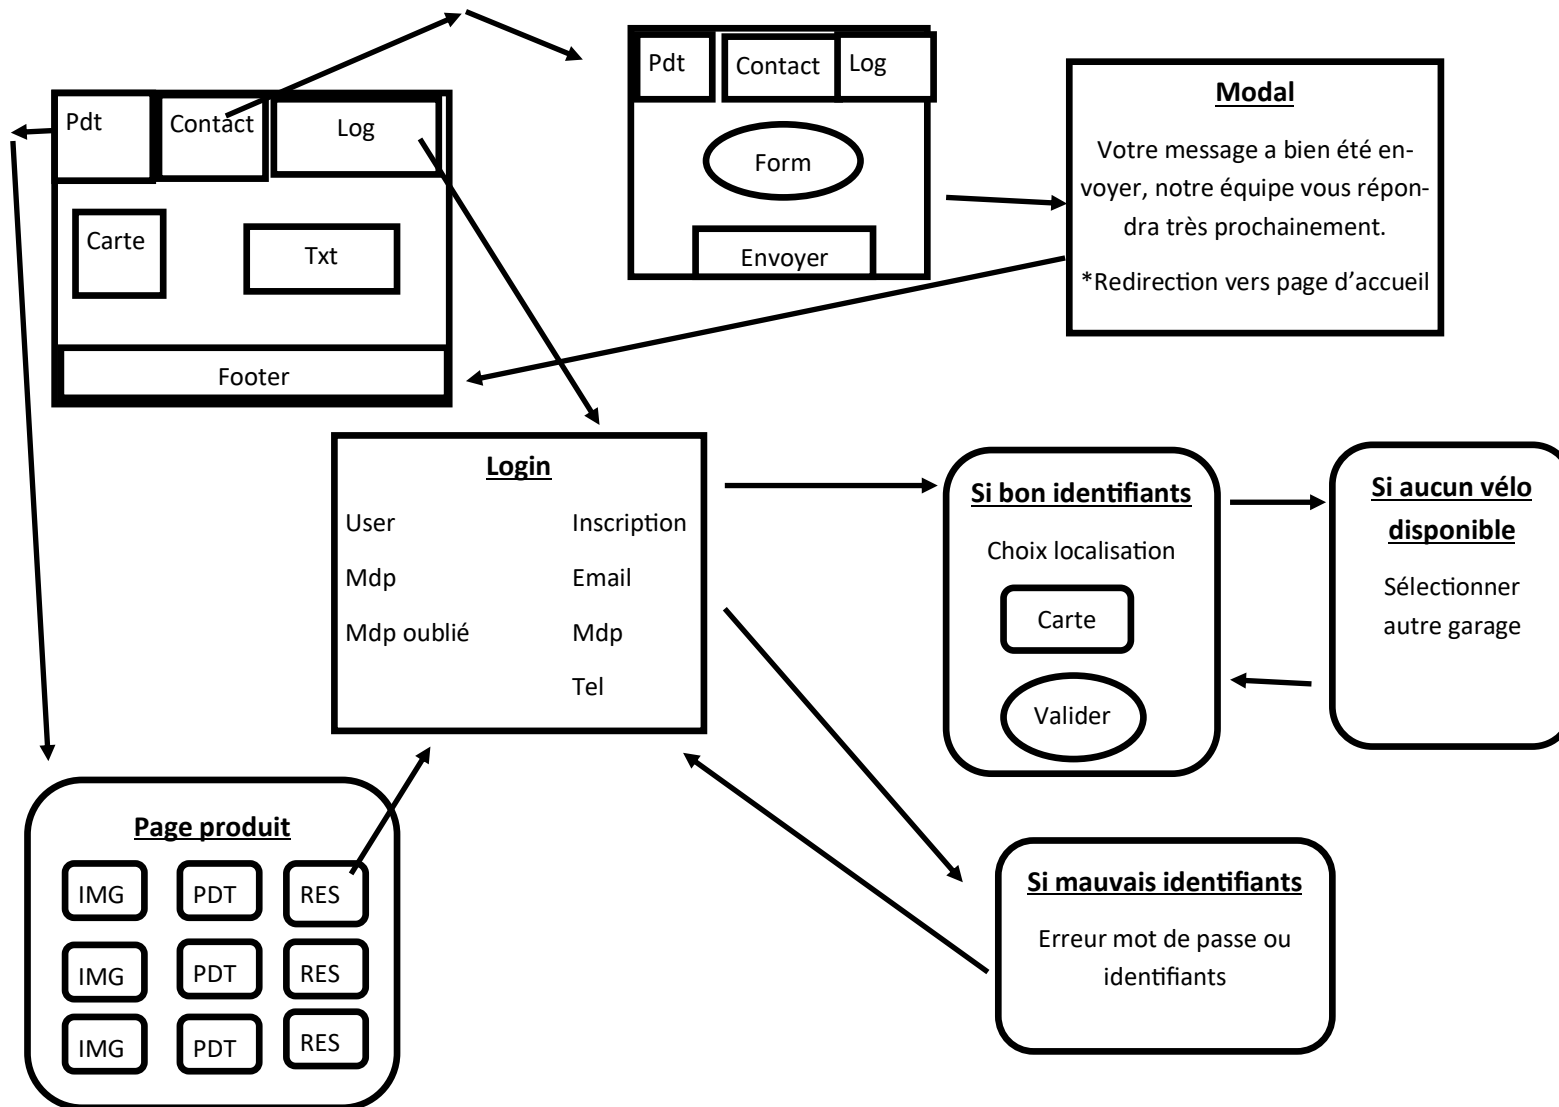 Pdt
Contact
Log
Carte
Txt
Footer
Pdt
Contact
Log
Form
Envoyer
Modal
Votre message a bien été en-
voyer, notre équipe vous répon-
dra très prochainement.
*Redirection vers page d’accueil
Login
User
Mdp
Mdp oublié
Inscription
Email
Mdp
Tel
Si bon identifiants
Choix localisation
Carte
Valider
Si aucun vélo
disponible
Sélectionner
autre garage
Page produit
IMG PDT RES
IMG PDT RES
IMG PDT RES
Si mauvais identifiants
Erreur mot de passe ou
identifiants